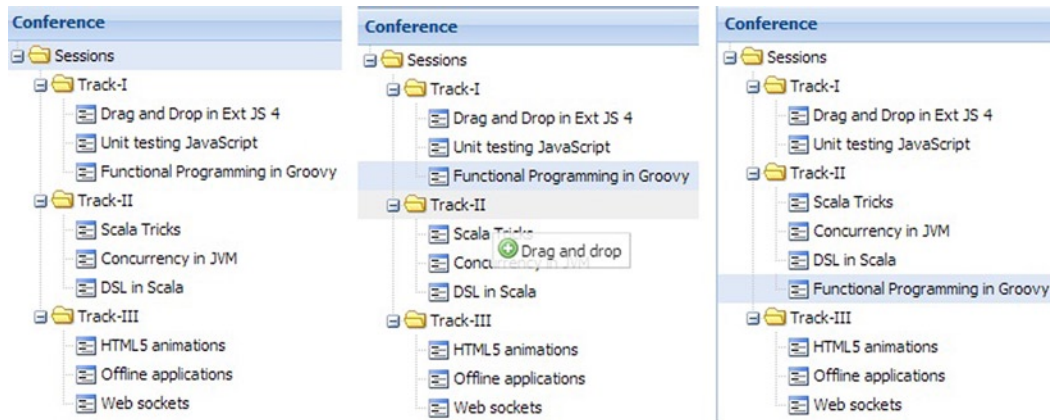 Conference
Sessions
Track-I
Drag and Drop in Ext JS 4
Unit testing JavaScript
Functional Programming in Groovy
Track-II
Scala Tricks
Concurrency in JVM
DSL in Scala
Track-III
HTML5 animations
Offline applications
Web sockets
Conference
Sessions
Track-I
Drag and Drop in Ext JS 4
Unit testing JavaScript
Functional Programming in Groovy
Track-II
Scala Tricks
Drag and drop
Concurrency in JVM
DSL in Scala
Track-III
HTML5 animations
Offline applications
Web sockets
Conference
Sessions
Track-I
Drag and Drop in Ext JS 4
Unit testing JavaScript
Track-II
Scala Tricks
Concurrency in JVM
DSL in Scala
Functional Programming in Groovy
Track-III
HTML5 animations
Offline applications
Web sockets